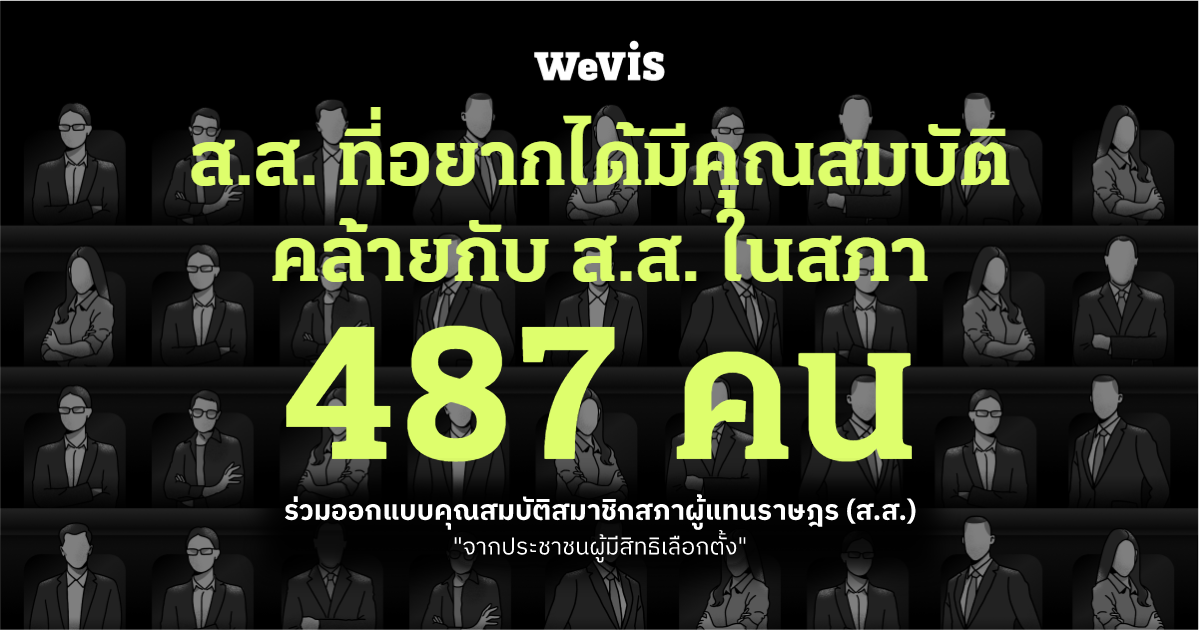 WeVIS
ส.ส. ที่อยากได้มีคุณสมบัติ
คล้ายกับ ส.ส. ในสภา
487 คน
ร่วมออกแบบคุณสมบัติสมาชิกสภาผู้แทนราษฎร (ส.ส.)
"จากประชาชนผู้มีสิทธิเลือกตั้ง"